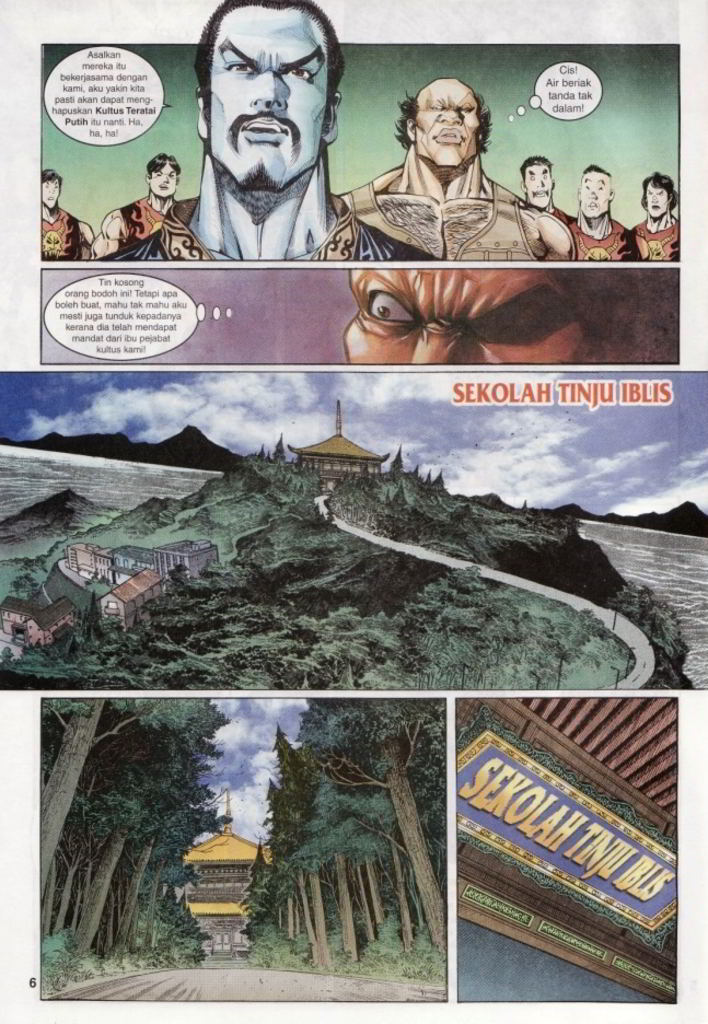 Asalkan
mereka itu
bekerjasama dengan
kami, aku yakin kita
pasti akan dapat meng-
hapuskan Kultus Teratai
Putih itu nanti. Ha,
ha, ha!
Cis!
Air beriak
tanda tak
dalam!
Tin kosong
orang bodoh ini! Tetapi apa
boleh buat, mahu tak mahu aku
mesti juga tunduk kepadanya
kerana dia telah mendapat
mandat dari ibu pejabat
kultus kami!
SEKOLAH TINJU IBLIS
SEKOLAH TINJU IBLIS
6